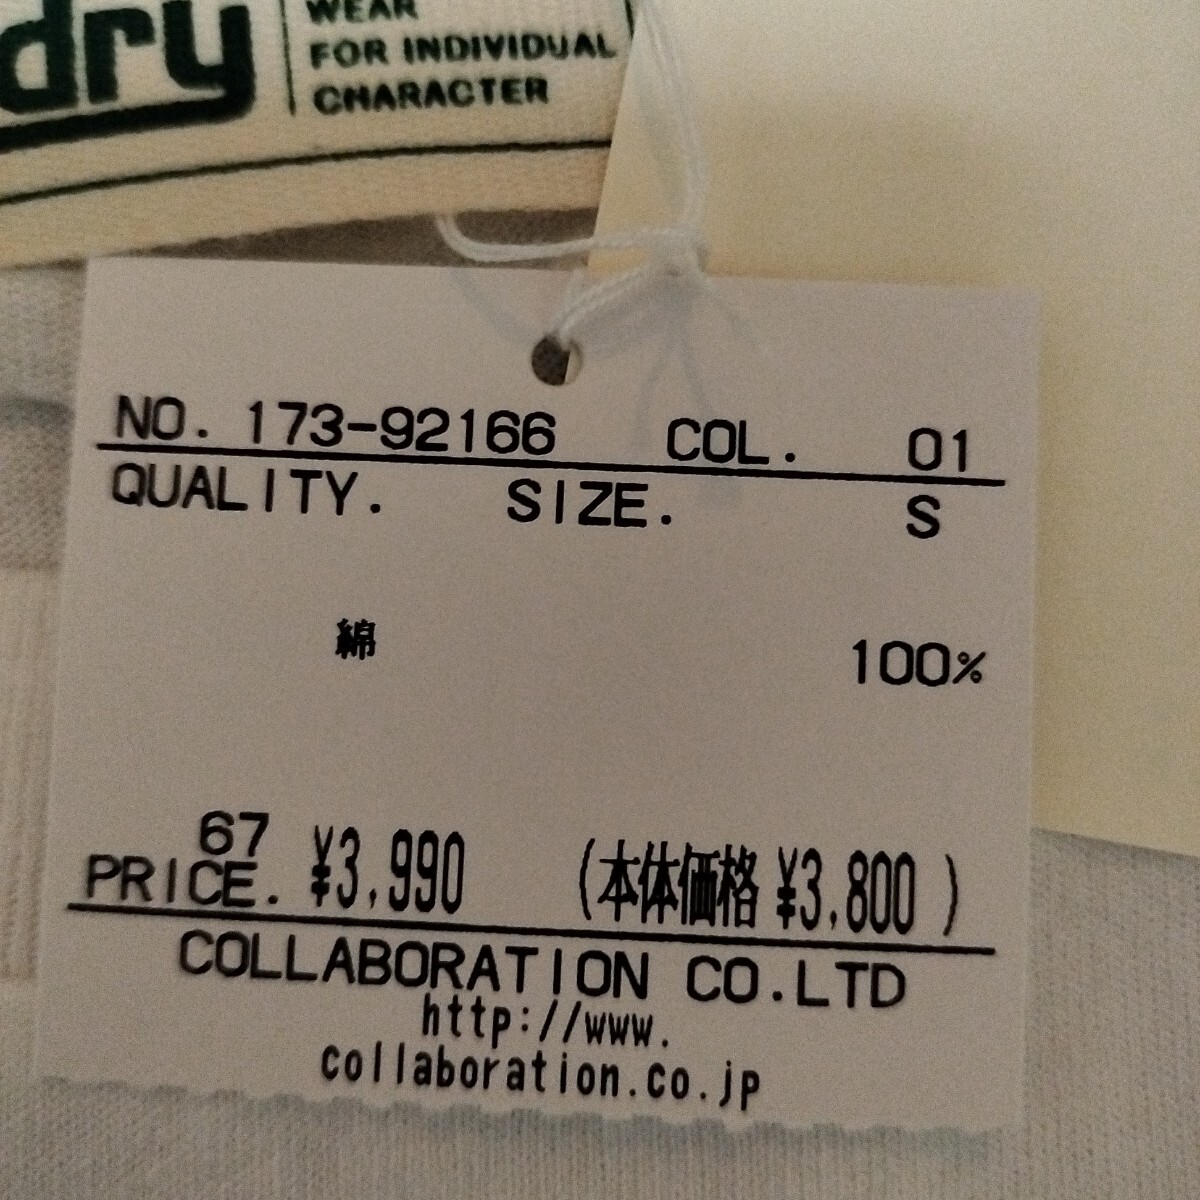 dry
WEAR
FOR INDIVIDUAL
CHARACTER
NO. 173-92166 COL. 01
QUALITY. SIZE. S
綿 100%
67
PRICE. ¥3,990 (本体価格 ¥3,800 )
COLLABORATION CO.LTD
http://www.
collaboration.co.jp